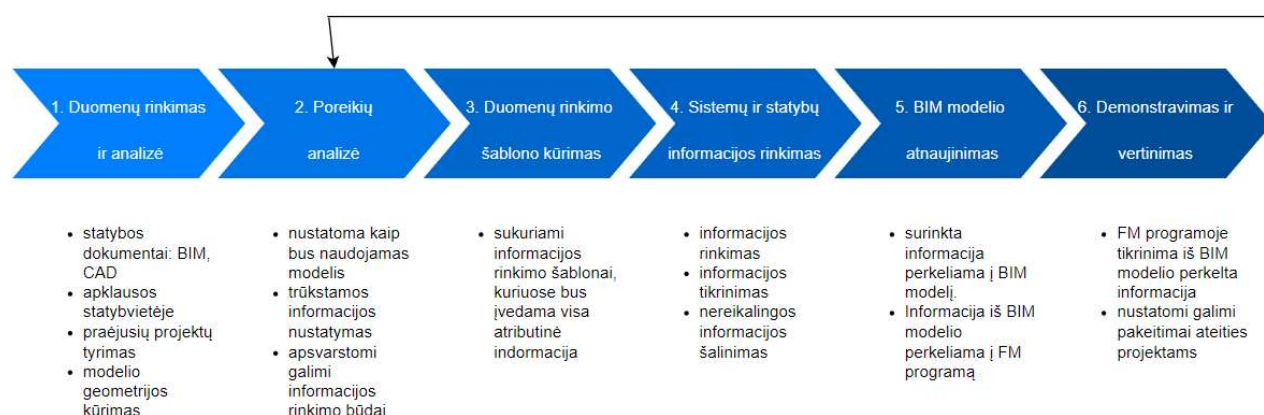 1. Duomenų rinkimas
ir analizė
2. Poreikių
analizė
3. Duomenų rinkimo
šablono kūrimas
4. Sistemų ir statybų
informacijos rinkimas
5. BIM modelio
atnaujinimas
6. Demonstravimas ir
vertinimas
• statybos
dokumentai: BIM,
CAD
• apklausos
statybvietėje
• praėjusių projektų
tyrimas
• modelio
geometrijos
kūrimas
• nustatoma kaip
bus naudojamas
modelis
• trūkstamos
informacijos
nustatymas
• apsvarstomi
galimi
informacijos
rinkimo būdai
• sukuriami
informacijos
rinkimo šablonai,
kuriuose bus
įvedama visa
atributinė
indormacija
• informacijos
rinkimas
• informacijos
tikrinimas
• nereikalingos
informacijos
šalinimas
• surinkta
informacija
perkeliama į BIM
modelį.
• Informacija iš BIM
modelio
perkeliama į FM
programą
• FM programoje
tikrinima iš BIM
modelio perkelta
informacija
• nustatomi galimi
pakeitimai ateities
projektams